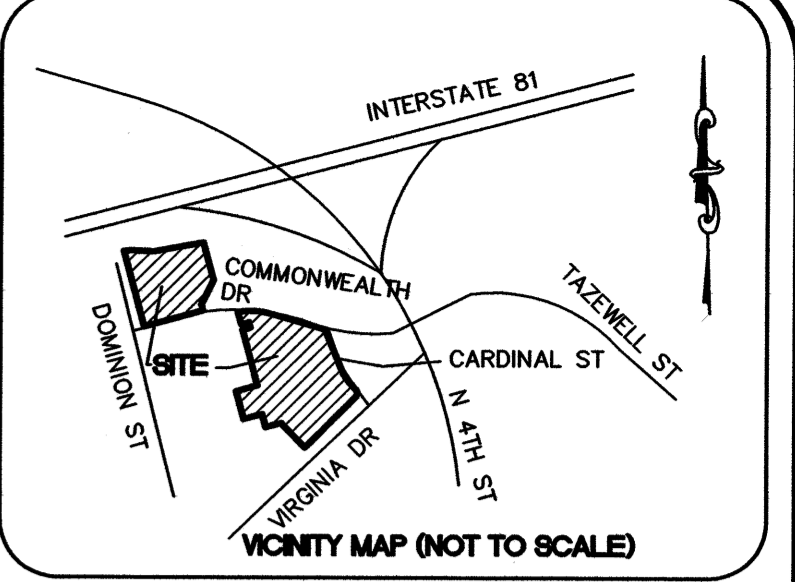 INTERSTATE 81
COMMONWEALTH
DR
TAZEWELL ST
DOMINION ST
SITE
CARDINAL ST
N 4TH ST
VIRGINIA DR
VICINITY MAP (NOT TO SCALE)